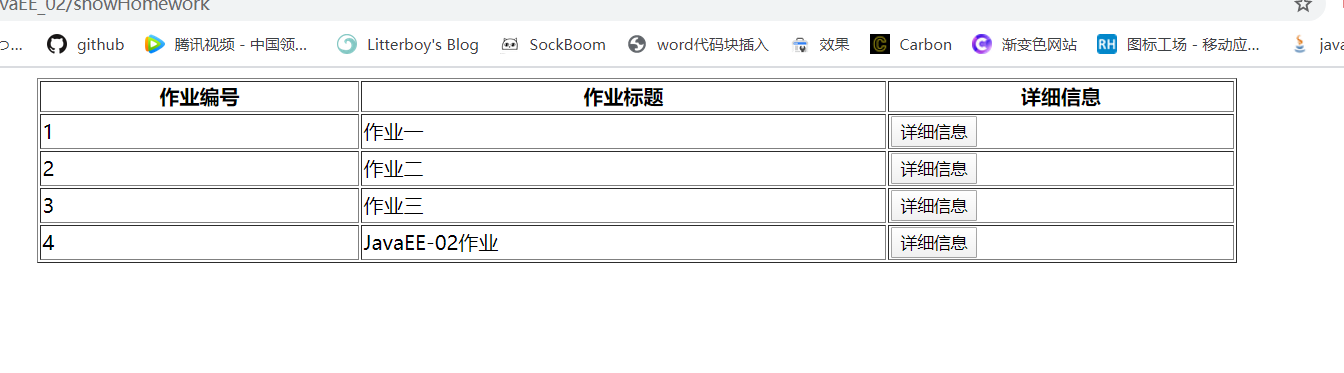 vaEE_02/showHomework
つ... github 腾讯视频 - 中国领... Litterboy's Blog SockBoom word代码块插入 效果 Carbon 渐变色网站 RH 图标工场 - 移动应... java
作业编号 作业标题 详细信息
1 作业一 详细信息
2 作业二 详细信息
3 作业三 详细信息
4 JavaEE-02作业 详细信息